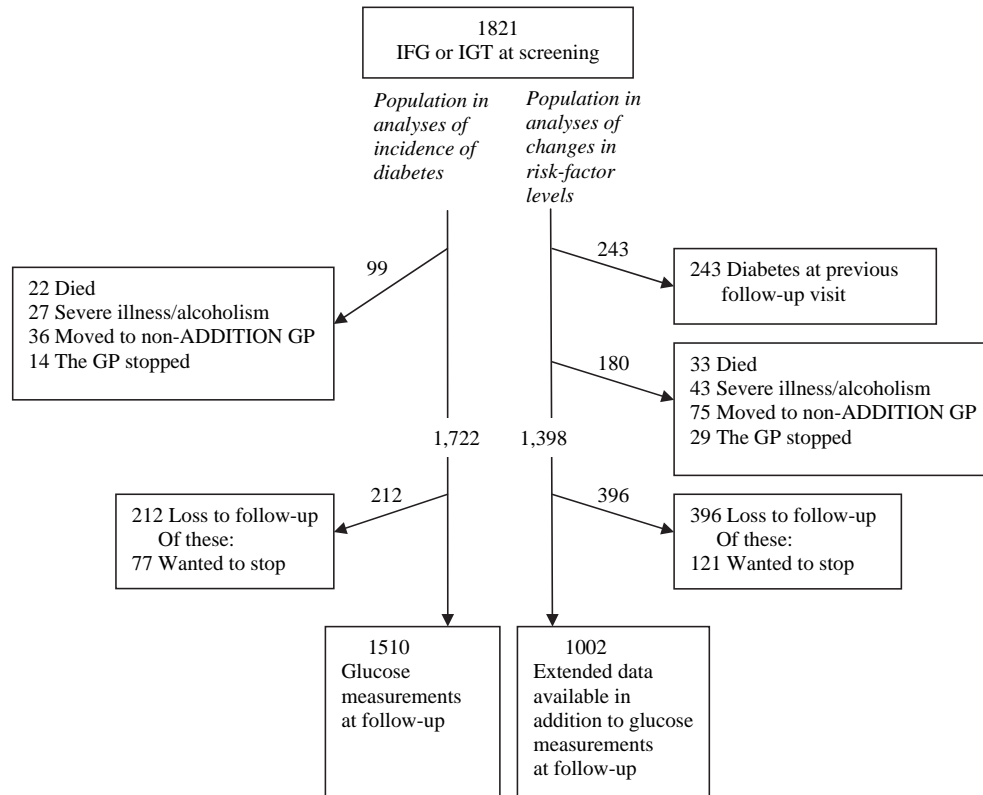 1821
IFG or IGT at screening
Population in
analyses of
incidence of
diabetes
Population in
analyses of
changes in
risk-factor
levels
99
22 Died
27 Severe illness/alcoholism
36 Moved to non-ADDITION GP
14 The GP stopped
243
243 Diabetes at previous
follow-up visit
180
33 Died
43 Severe illness/alcoholism
75 Moved to non-ADDITION GP
29 The GP stopped
1,722
1,398
212
212 Loss to follow-up
Of these:
77 Wanted to stop
396
396 Loss to follow-up
Of these:
121 Wanted to stop
1510
Glucose
measurements
at follow-up
1002
Extended data
available in
addition to glucose
measurements
at follow-up